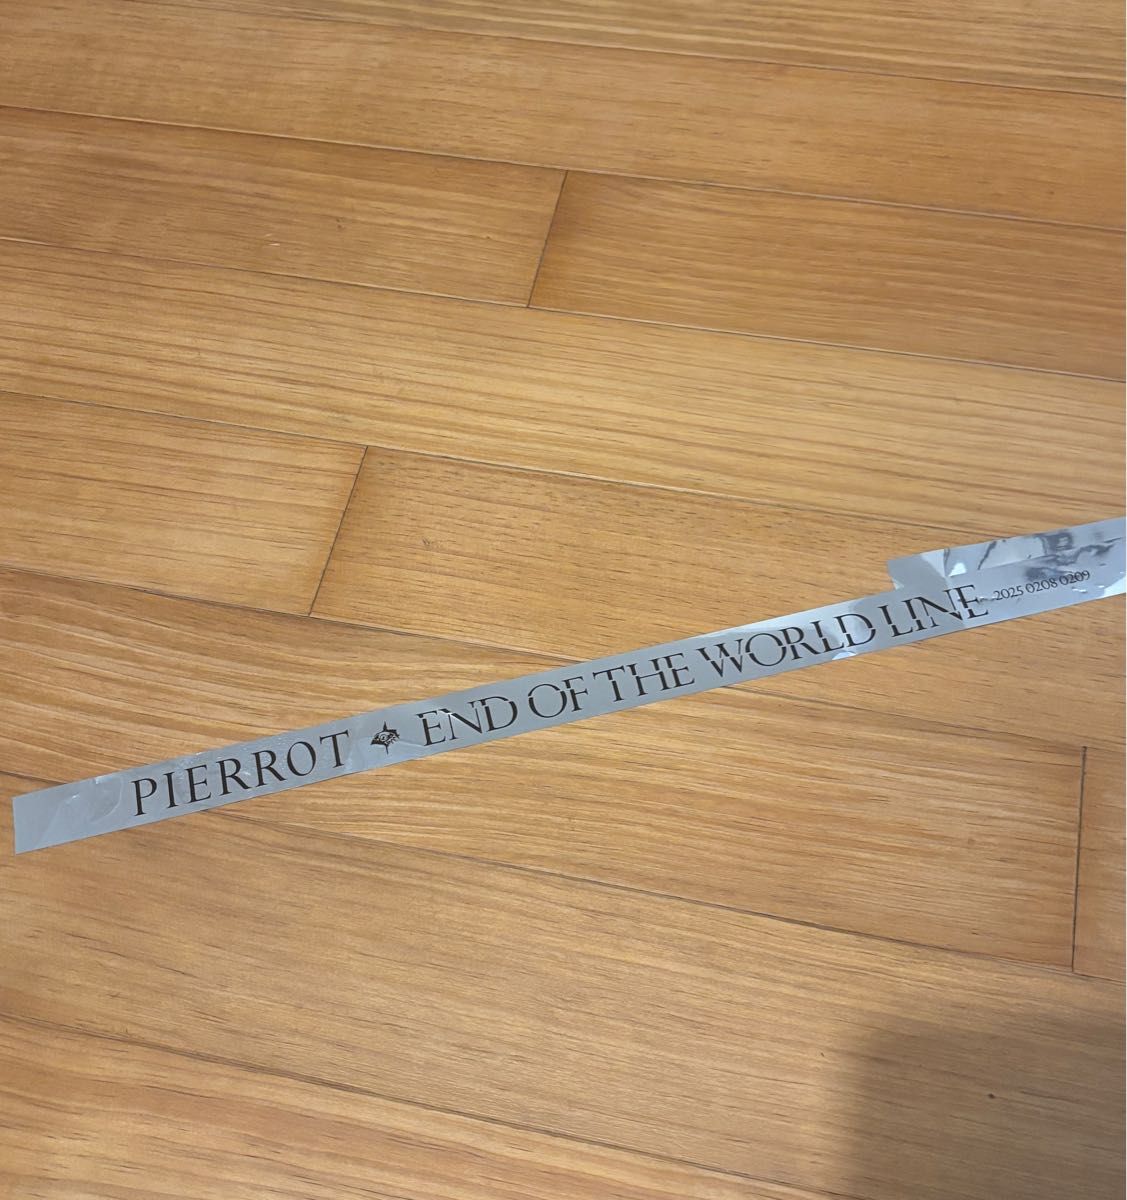 PIERROT END OF THE WORLD LINE 2025 0208 0209